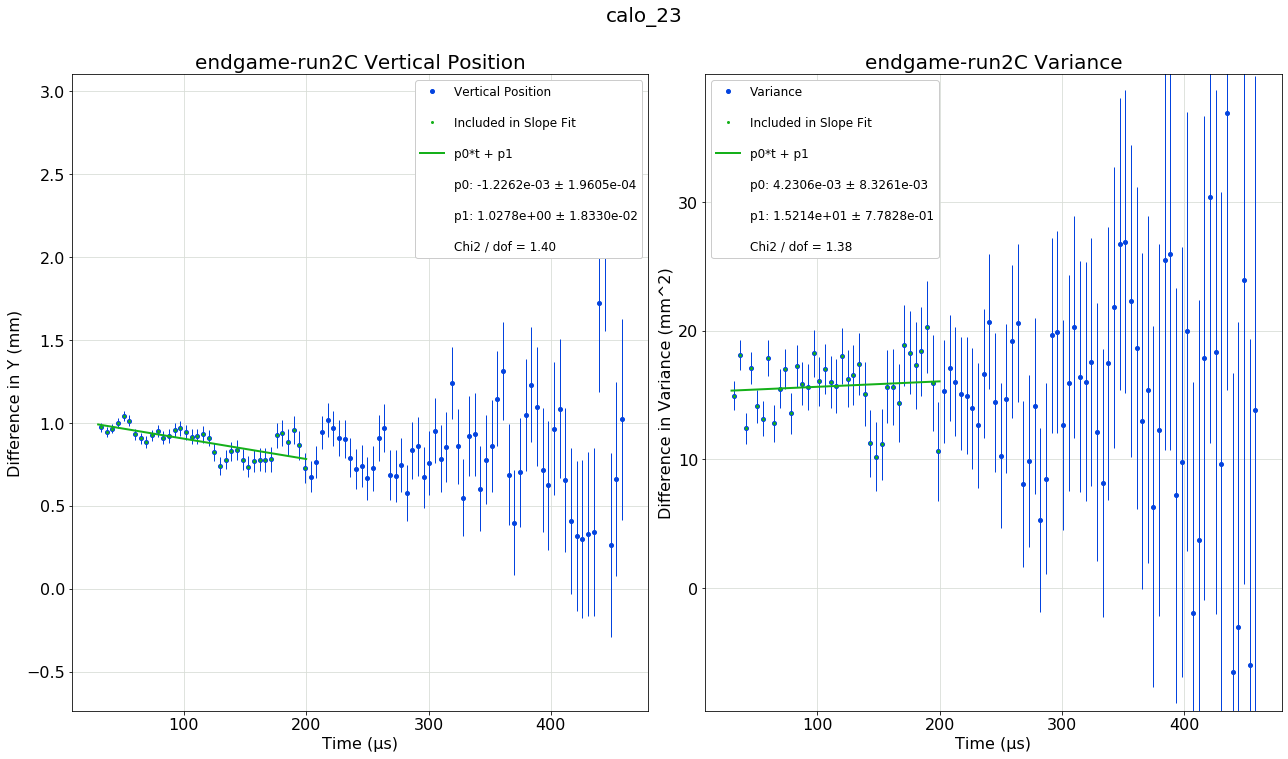 calo_23
endgame-run2C Vertical Position
Vertical Position
Included in Slope Fit
p0*t + p1
p0: -1.2262e-03 ± 1.9605e-04
p1: 1.0278e+00 ± 1.8330e-02
Chi2 / dof = 1.40
Difference in Y (mm)
3.0
2.5
2.0
1.5
1.0
0.5
0.0
−0.5
100
200
300
400
Time (μs)
endgame-run2C Variance
Variance
Included in Slope Fit
p0*t + p1
p0: 4.2306e-03 ± 8.3261e-03
p1: 1.5214e+01 ± 7.7828e-01
Chi2 / dof = 1.38
Difference in Variance (mm^2)
30
20
10
0
100
200
300
400
Time (μs)